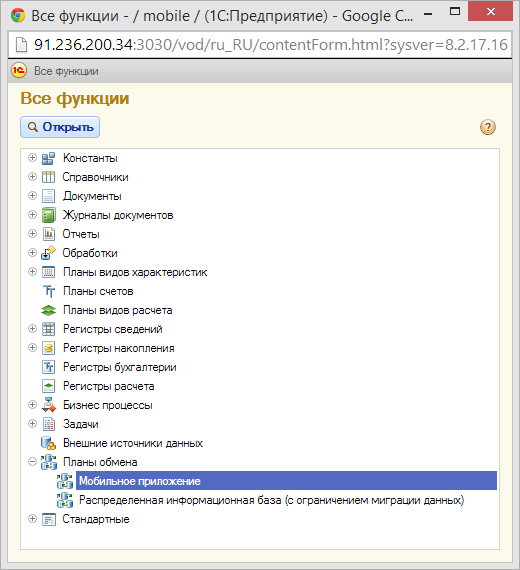 Все функции - / mobile / (1С:Предприятие) - Google C...
91.236.200.34:3030/vod/ru_RU/contentForm.html?sysver=8.2.17.16
Все функции
Все функции
Открыть
?
Константы
Справочники
Документы
Журналы документов
Отчеты
Обработки
Планы видов характеристик
Планы счетов
Планы видов расчета
Регистры сведений
Регистры накопления
Регистры бухгалтерии
Регистры расчета
Бизнес процессы
Задачи
Внешние источники данных
Планы обмена
Мобильное приложение
Распределенная информационная база (с ограничением миграции данных)
Стандартные